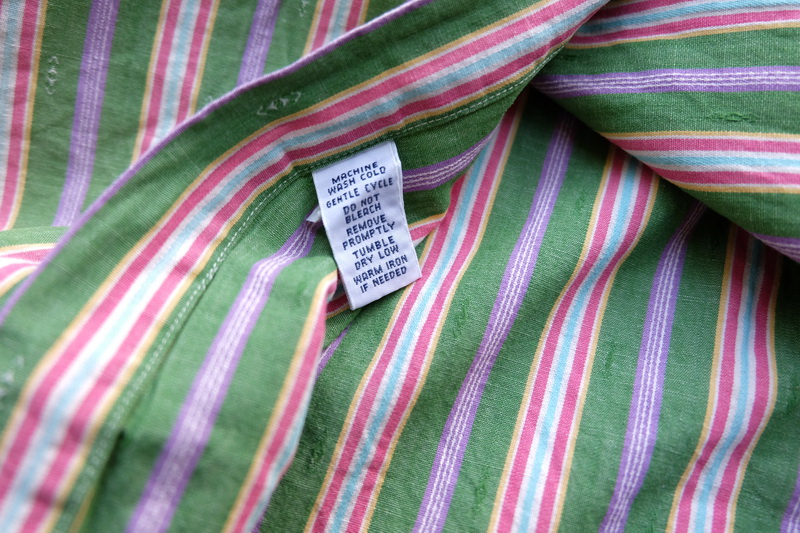 MACHINE
WASH COLD
GENTLE CYCLE
DO NOT
BLEACH
REMOVE
PROMPTLY
TUMBLE
DRY LOW
WARM IRON
IF NEEDED